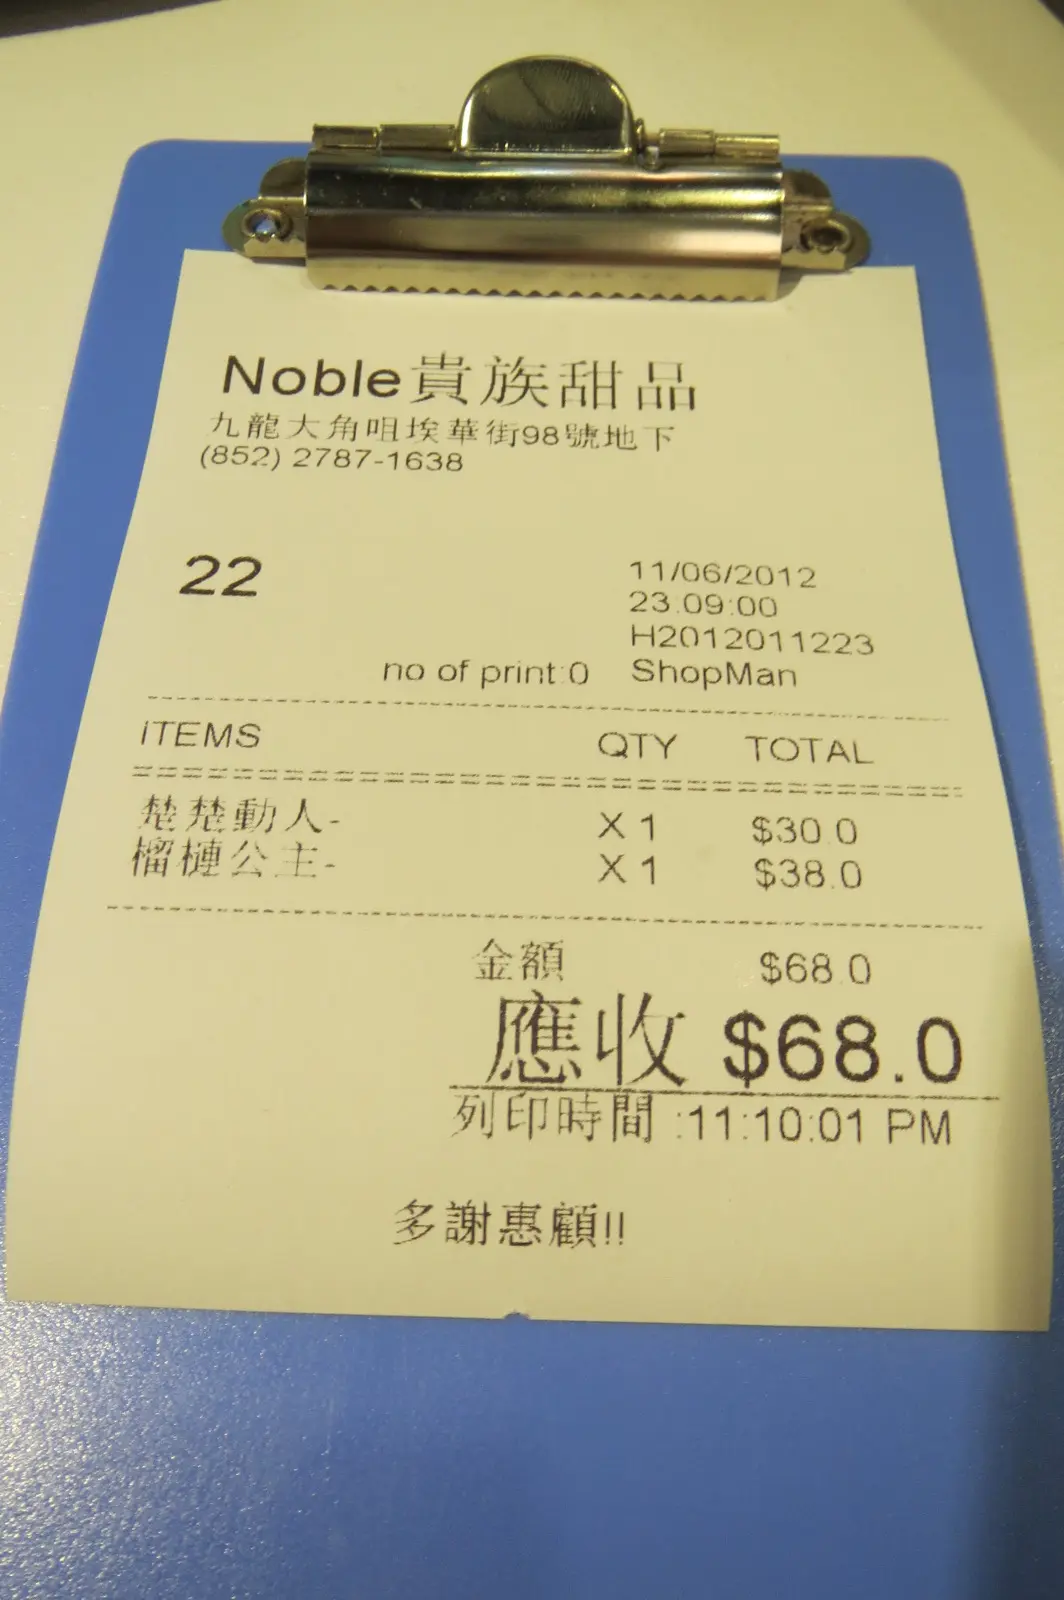 Noble貴族甜品
九龍大角咀埃華街98號地下
(852) 2787-1638
22
11/06/2012
23:09:00
H2012011223
no of print:0 ShopMan
iTEMS QTY TOTAL
楚楚動人- X 1 $30.0
榴槤公主- X 1 $38.0
金額 $68.0
應收 $68.0
列印時間 :11:10:01 PM
多謝惠顧!!